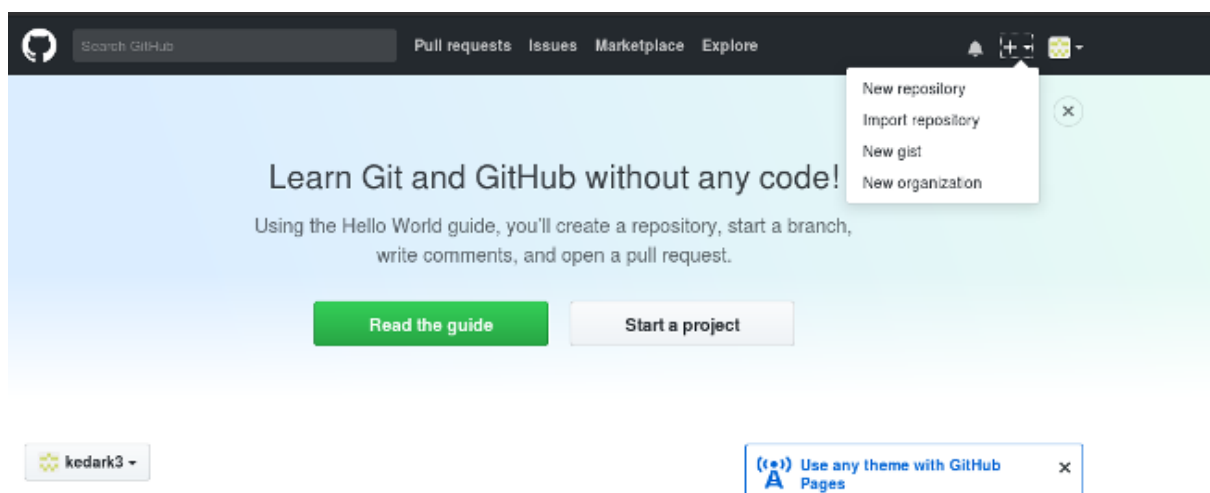 Search GitHub
Pull requests Issues Marketplace Explore
New repository
Import repository
New gist
New organization
Learn Git and GitHub without any code!
Using the Hello World guide, you'll create a repository, start a branch,
write comments, and open a pull request.
Read the guide
Start a project
kedark3
Use any theme with GitHub
Pages